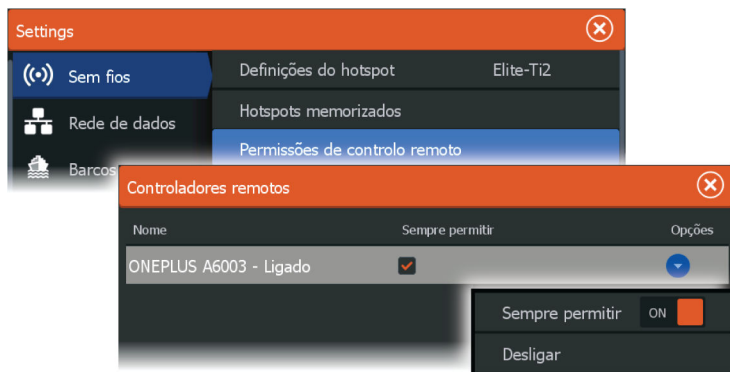 Settings
Sem fios
Definições do hotspot Elite-Ti2
Rede de dados
Hotspots memorizados
Permissões de controlo remoto
Barcos
Controladores remotos
Nome Sempre permitir Opções
ONEPLUS A6003 - Ligado
Sempre permitir ON
Desligar